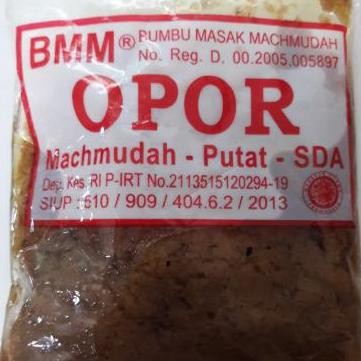 BMM® BUMBU MASAK MACHMUDAH
No. Reg. D. 00.2005.005897
OPOR
Machmudah - Putat - SDA
Dep. Kes. RI P-IRT No.2113515120294-19
SIUP : 510 / 909 / 404.6.2 / 2013